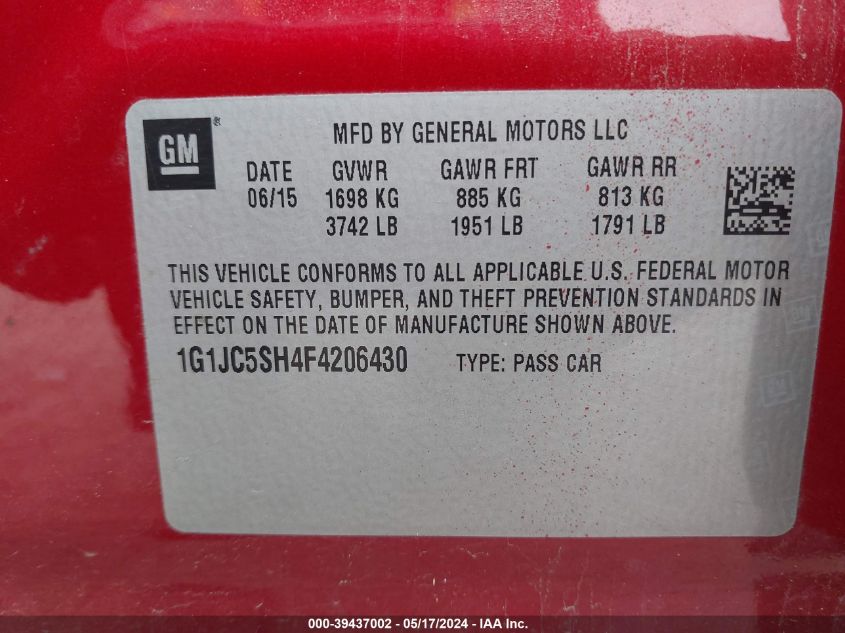 GM
MFD BY GENERAL MOTORS LLC
DATE GVWR GAWR FRT GAWR RR
06/15 1698 KG 885 KG 813 KG
3742 LB 1951 LB 1791 LB
THIS VEHICLE CONFORMS TO ALL APPLICABLE U.S. FEDERAL MOTOR
VEHICLE SAFETY, BUMPER, AND THEFT PREVENTION STANDARDS IN
EFFECT ON THE DATE OF MANUFACTURE SHOWN ABOVE.
1G1JC5SH4F4206430 TYPE: PASS CAR
000-39437002 - 05/17/2024 - IAA Inc.